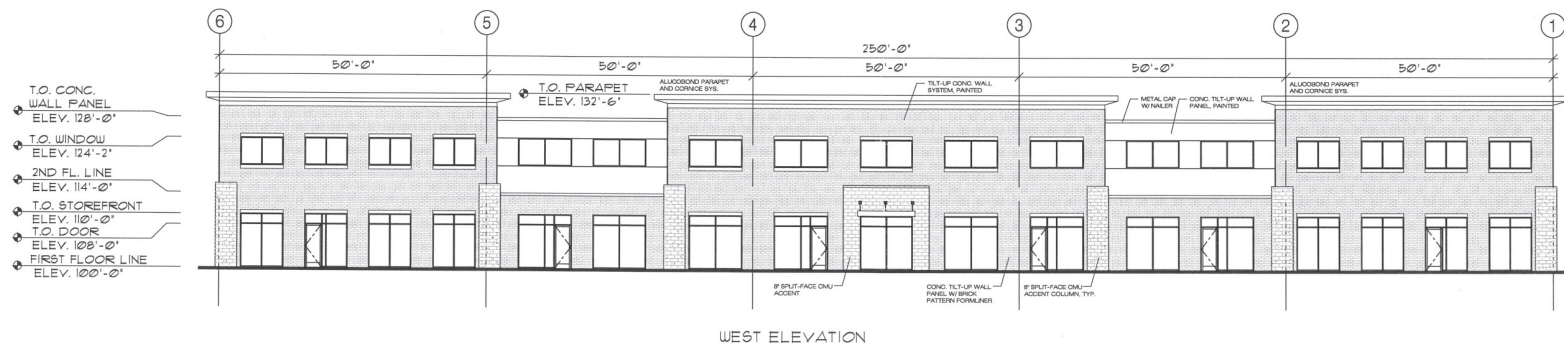 6
5
4
3
2
1
250'-0"
50'-0"
50'-0"
50'-0"
50'-0"
50'-0"
T.O. CONC.
WALL PANEL
ELEV. 128'-0"
T.O. WINDOW
ELEV. 124'-2"
2ND FL. LINE
ELEV. 114'-0"
T.O. STOREFRONT
ELEV. 110'-0"
T.O. DOOR
ELEV. 108'-0"
FIRST FLOOR LINE
ELEV. 100'-0"
T.O. PARAPET
ELEV. 132'-6"
ALUCOBOND PARAPET
AND CORNICE SYS.
TILT-UP CONC. WALL
SYSTEM, PAINTED
METAL CAP
W/ NAILER
CONC. TILT-UP WALL
PANEL, PAINTED
ALUCOBOND PARAPET
AND CORNICE SYS.
8" SPLIT-FACE CMU
ACCENT
CONC. TILT-UP WALL
PANEL W/ BRICK
PATTERN FORMLINER
8" SPLIT-FACE CMU
ACCENT COLUMN, TYP.
WEST ELEVATION